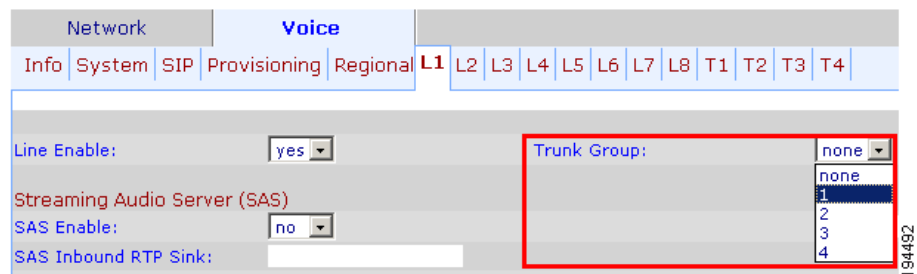 Network Voice
Info System SIP Provisioning Regional L1 L2 L3 L4 L5 L6 L7 L8 T1 T2 T3 T4
Line Enable: yes Trunk Group: none
none
1
Streaming Audio Server (SAS)
2
SAS Enable: no
3
SAS Inbound RTP Sink:
4